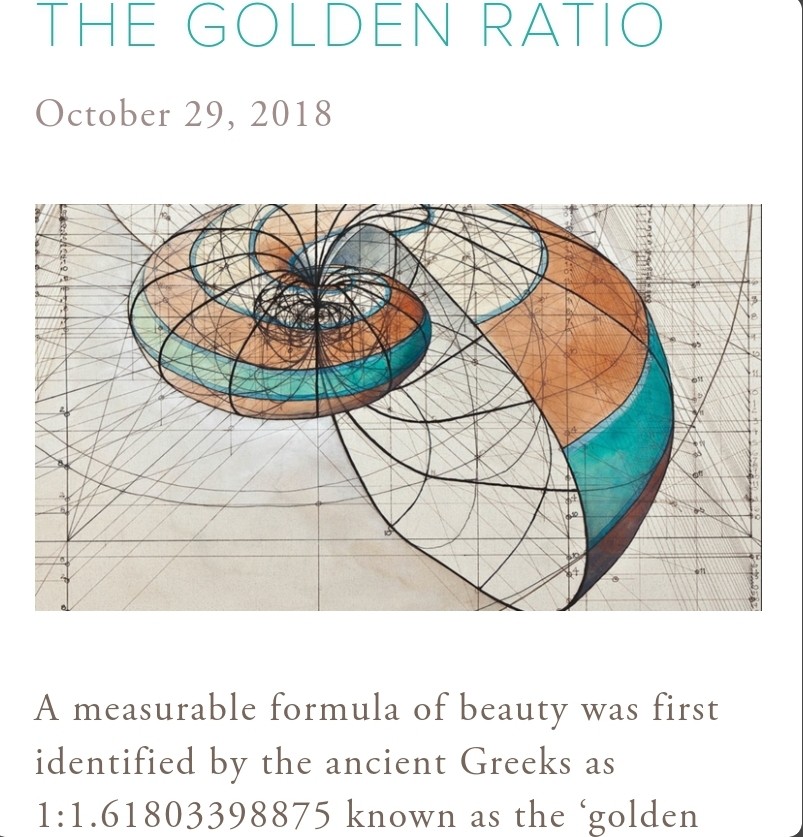 THE GOLDEN RATIO
October 29, 2018
A measurable formula of beauty was first
identified by the ancient Greeks as
1:1.61803398875 known as the ‘golden